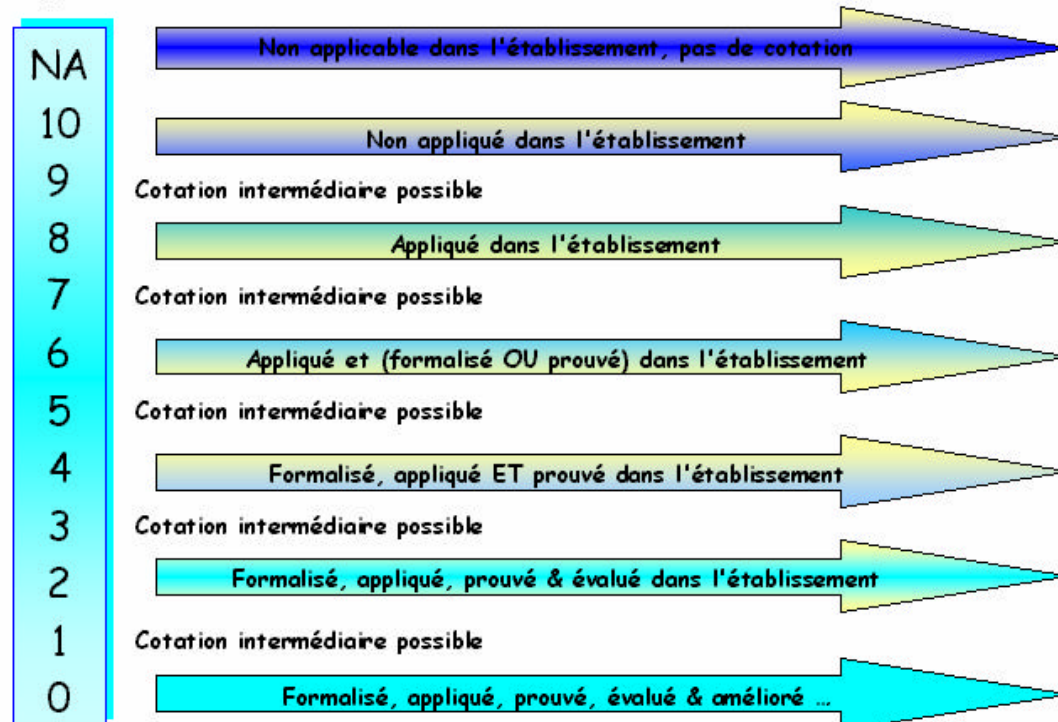 NA Non applicable dans l'établissement, pas de cotation
10 Non appliqué dans l'établissement
9 Cotation intermédiaire possible
8 Appliqué dans l'établissement
7 Cotation intermédiaire possible
6 Appliqué et (formalisé OU prouvé) dans l'établissement
5 Cotation intermédiaire possible
4 Formalisé, appliqué ET prouvé dans l'établissement
3 Cotation intermédiaire possible
2 Formalisé, appliqué, prouvé & évalué dans l'établissement
1 Cotation intermédiaire possible
0 Formalisé, appliqué, prouvé, évalué & amélioré ...